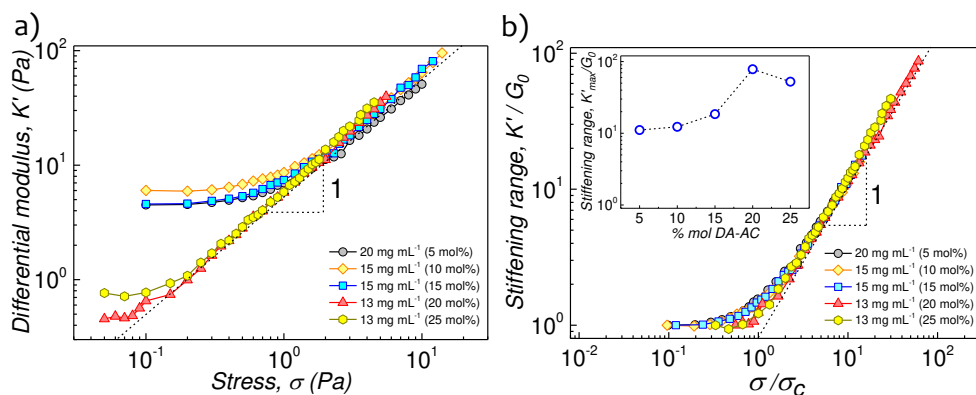 a)
Differential modulus, K' (Pa)
10²
10¹
10⁰
10⁻¹
10⁰
10¹
Stress, σ (Pa)
1
20 mg mL⁻¹ (5 mol%)
15 mg mL⁻¹ (10 mol%)
15 mg mL⁻¹ (15 mol%)
13 mg mL⁻¹ (20 mol%)
13 mg mL⁻¹ (25 mol%)
b)
Stiffening range, K' / G₀
10²
10¹
10⁰
10⁻²
10⁻¹
10⁰
10¹
10²
σ/σc
1
Stiffening range, K'max/G₀
10²
10¹
10⁰
5 10 15 20 25
% mol DA-AC
20 mg mL⁻¹ (5 mol%)
15 mg mL⁻¹ (10 mol%)
15 mg mL⁻¹ (15 mol%)
13 mg mL⁻¹ (20 mol%)
13 mg mL⁻¹ (25 mol%)